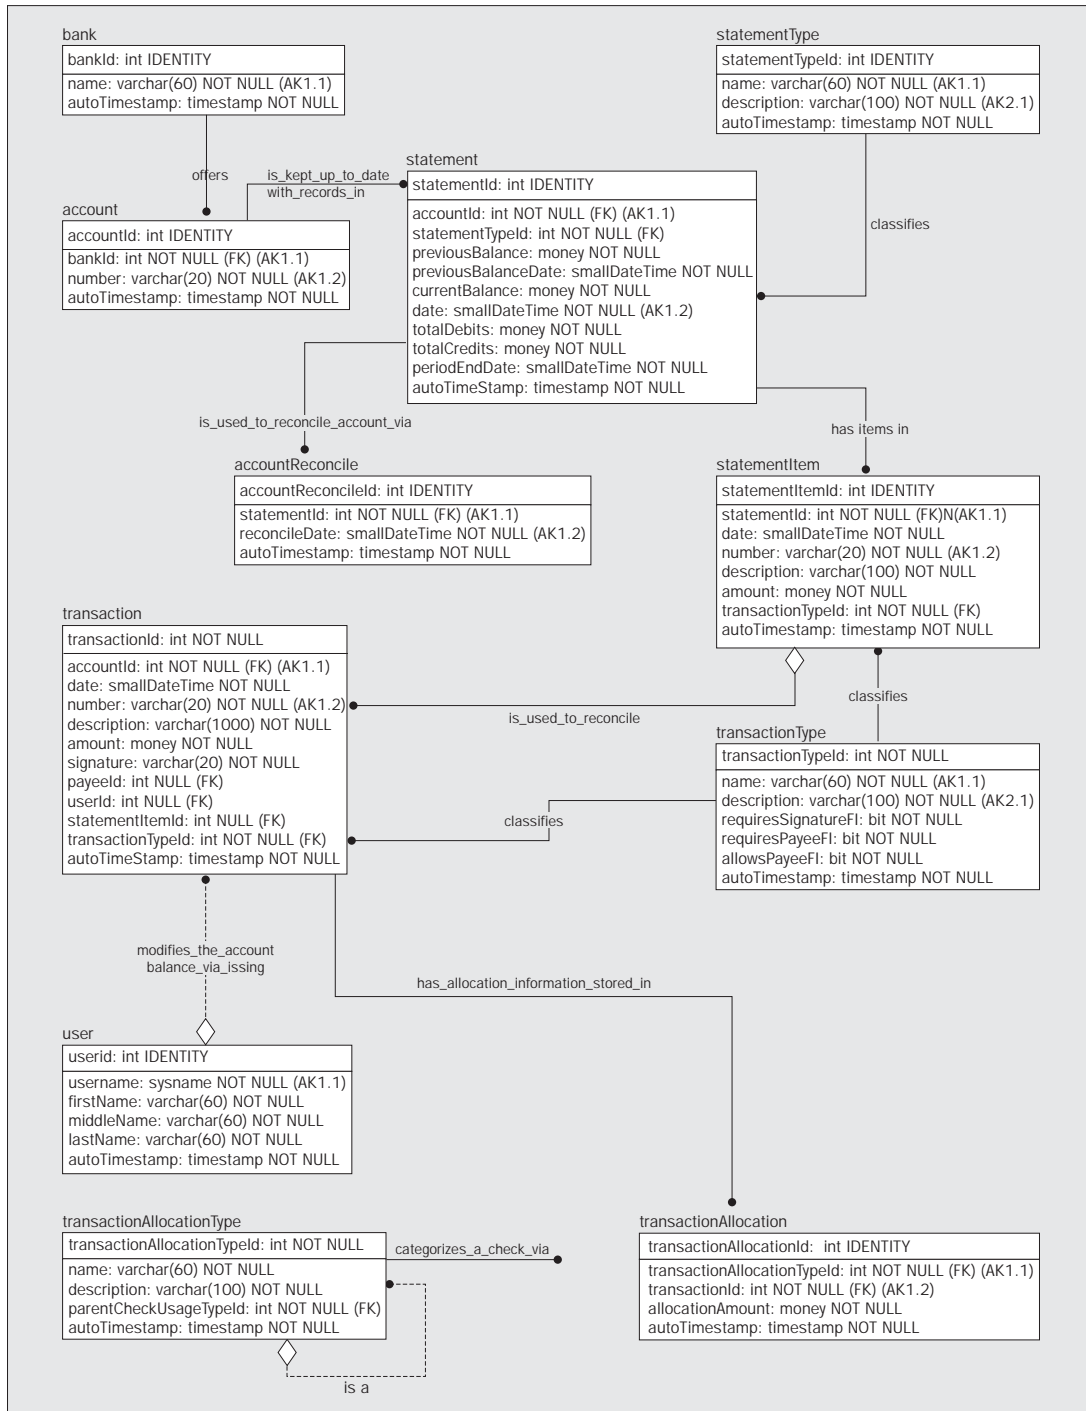 bank
bankId: int IDENTITY
name: varchar(60) NOT NULL (AK1.1)
autoTimestamp: timestamp NOT NULL
statementType
statementTypeId: int IDENTITY
name: varchar(60) NOT NULL (AK1.1)
description: varchar(100) NOT NULL (AK2.1)
autoTimestamp: timestamp NOT NULL
offers
is_kept_up_to_date
with_records_in
classifies
account
accountId: int IDENTITY
bankId: int NOT NULL (FK) (AK1.1)
number: varchar(20) NOT NULL (AK1.2)
autoTimestamp: timestamp NOT NULL
statement
statementId: int IDENTITY
accountId: int NOT NULL (FK) (AK1.1)
statementTypeId: int NOT NULL (FK)
previousBalance: money NOT NULL
previousBalanceDate: smallDateTime NOT NULL
currentBalance: money NOT NULL
date: smallDateTime NOT NULL (AK1.2)
totalDebits: money NOT NULL
totalCredits: money NOT NULL
periodEndDate: smallDateTime NOT NULL
autoTimeStamp: timestamp NOT NULL
is_used_to_reconcile_account_via
has items in
accountReconcile
accountReconcileId: int IDENTITY
statementId: int NOT NULL (FK) (AK1.1)
reconcileDate: smallDateTime NOT NULL (AK1.2)
autoTimestamp: timestamp NOT NULL
statementItem
statementItemId: int IDENTITY
statementId: int NOT NULL (FK)N(AK1.1)
date: smallDateTime NOT NULL
number: varchar(20) NOT NULL (AK1.2)
description: varchar(100) NOT NULL
amount: money NOT NULL
transactionTypeId: int NOT NULL (FK)
autoTimestamp: timestamp NOT NULL
transaction
transactionId: int NOT NULL
accountId: int NOT NULL (FK) (AK1.1)
date: smallDateTime NOT NULL
number: varchar(20) NOT NULL (AK1.2)
description: varchar(1000) NOT NULL
amount: money NOT NULL
signature: varchar(20) NOT NULL
payeeId: int NULL (FK)
userId: int NULL (FK)
statementItemId: int NULL (FK)
transactionTypeId: int NOT NULL (FK)
autoTimeStamp: timestamp NOT NULL
is_used_to_reconcile
classifies
transactionType
transactionTypeId: int NOT NULL
name: varchar(60) NOT NULL (AK1.1)
description: varchar(100) NOT NULL (AK2.1)
requiresSignatureFl: bit NOT NULL
requiresPayeeFl: bit NOT NULL
allowsPayeeFl: bit NOT NULL
autoTimestamp: timestamp NOT NULL
classifies
modifies_the_account
balance_via_issing
has_allocation_information_stored_in
user
userid: int IDENTITY
username: sysname NOT NULL (AK1.1)
firstName: varchar(60) NOT NULL
middleName: varchar(60) NOT NULL
lastName: varchar(60) NOT NULL
autoTimestamp: timestamp NOT NULL
transactionAllocationType
transactionAllocationTypeId: int NOT NULL
name: varchar(60) NOT NULL
description: varchar(100) NOT NULL
parentCheckUsageTypeId: int NOT NULL (FK)
autoTimestamp: timestamp NOT NULL
categorizes_a_check_via
is a
transactionAllocation
transactionAllocationId: int IDENTITY
transactionAllocationTypeId: int NOT NULL (FK) (AK1.1)
transactionId: int NOT NULL (FK) (AK1.2)
allocationAmount: money NOT NULL
autoTimestamp: timestamp NOT NULL